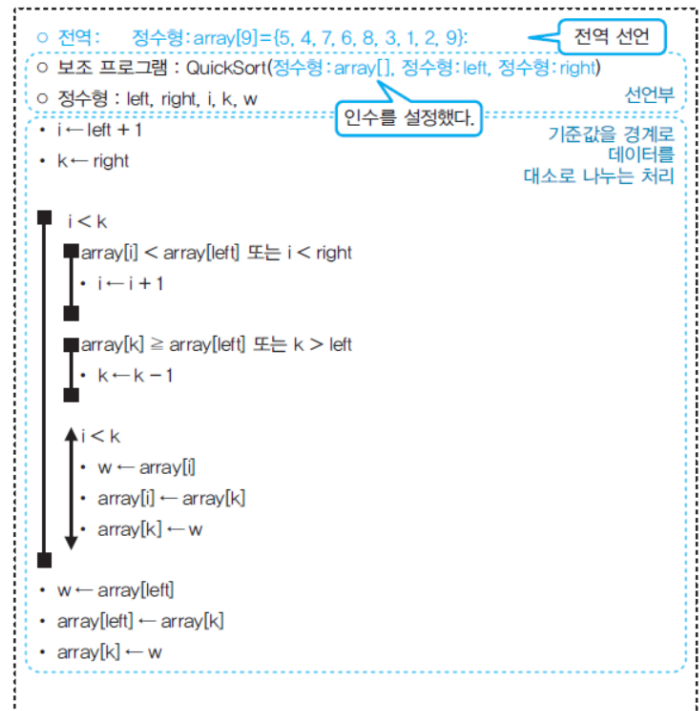 ○ 전역 : 정수형:array[9]={5, 4, 7, 6, 8, 3, 1, 2, 9}:
전역 선언
○ 보조 프로그램 : QuickSort(정수형:array[], 정수형:left, 정수형:right)
○ 정수형 : left, right, i, k, w
선언부
인수를 설정했다.
• i ← left + 1
• k ← right
기준값을 경계로
데이터를
대소로 나누는 처리
i < k
array[i] < array[left] 또는 i < right
• i ← i + 1
array[k] ≧ array[left] 또는 k > left
• k ← k − 1
i < k
• w ← array[i]
• array[i] ← array[k]
• array[k] ← w
• w ← array[left]
• array[left] ← array[k]
• array[k] ← w